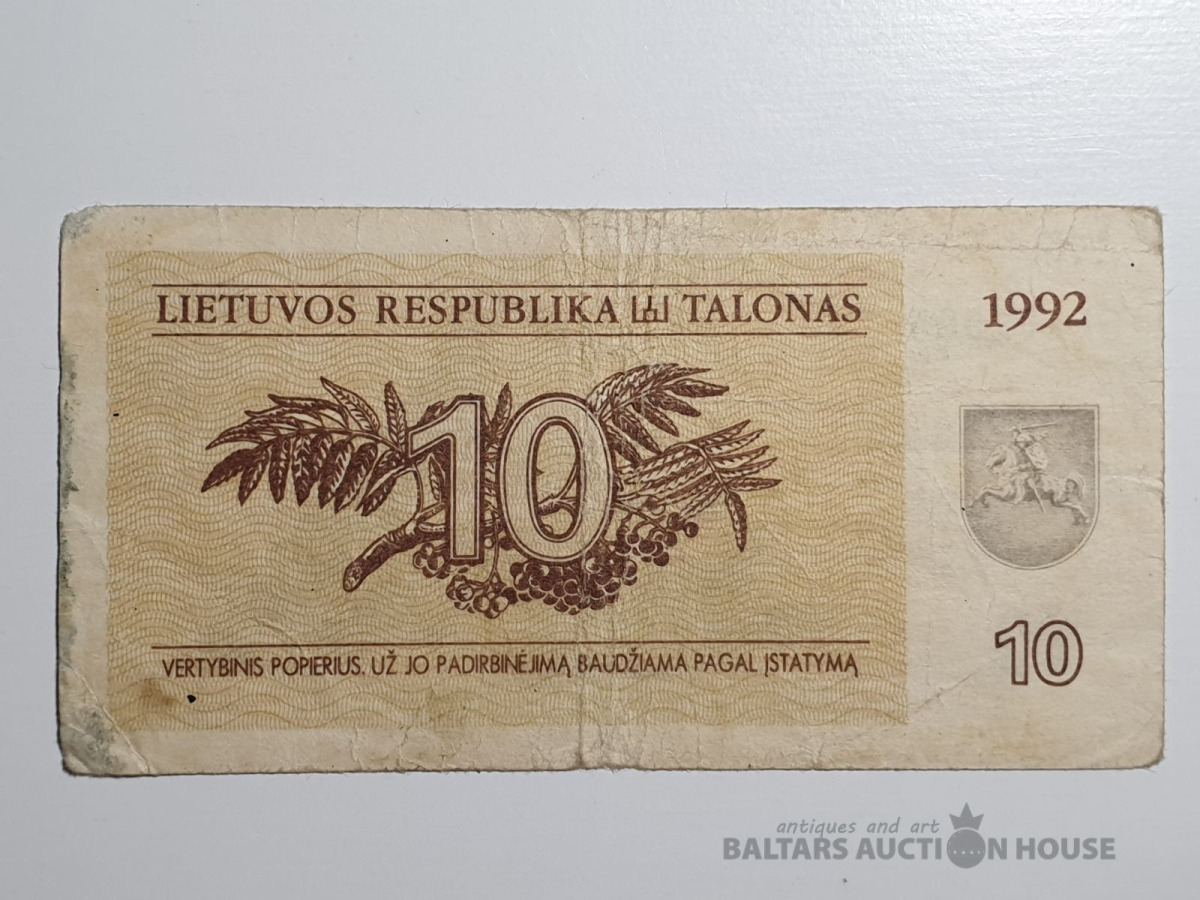 LIETUVOS RESPUBLIKA TALONAS
1992
10
10
VERTYBINIS POPIERIUS. UŽ JO PADIRBINĖJIMĄ BAUDŽIAMA PAGAL ĮSTATYMĄ
antiques and art
BALTARS AUCTION HOUSE